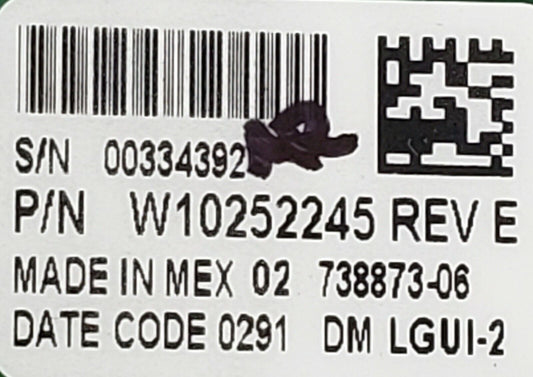 S/N 00334392
P/N W10252245 REV E
MADE IN MEX 02 738873-06
DATE CODE 0291 DM LGUI-2